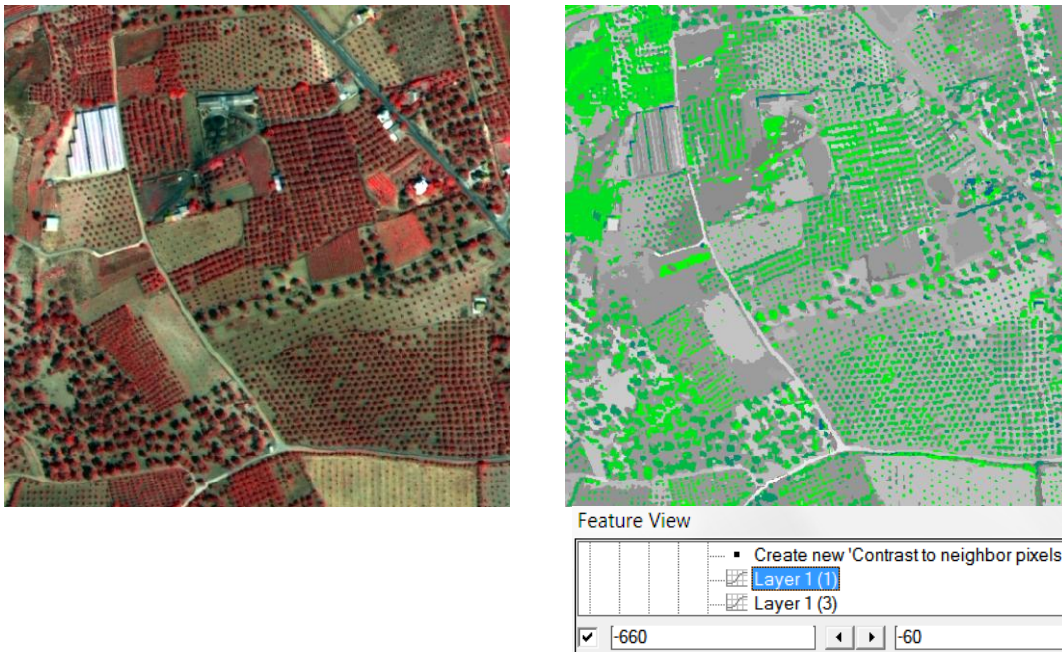 Feature View
Create new 'Contrast to neighbor pixels
Layer 1 (1)
Layer 1 (3)
-660
-60